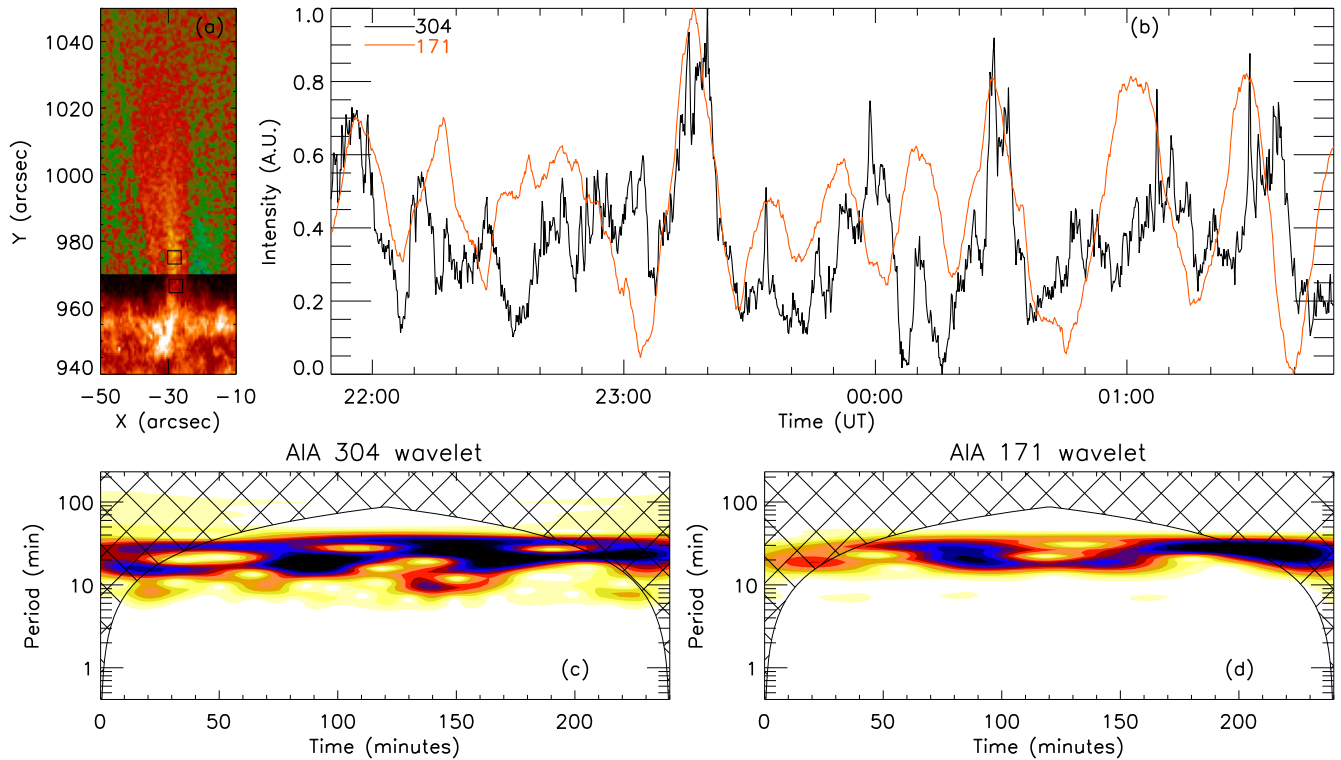 (a)
1040
1020
1000
980
960
940
Y (arcsec)
−50 −30 −10
X (arcsec)
304
171
(b)
1.0
0.8
0.6
0.4
0.2
0.0
Intensity (A.U.)
22:00 23:00 00:00 01:00
Time (UT)
AIA 304 wavelet
100
10
1
Period (min)
(c)
0 50 100 150 200
Time (minutes)
AIA 171 wavelet
100
10
1
Period (min)
(d)
0 50 100 150 200
Time (minutes)